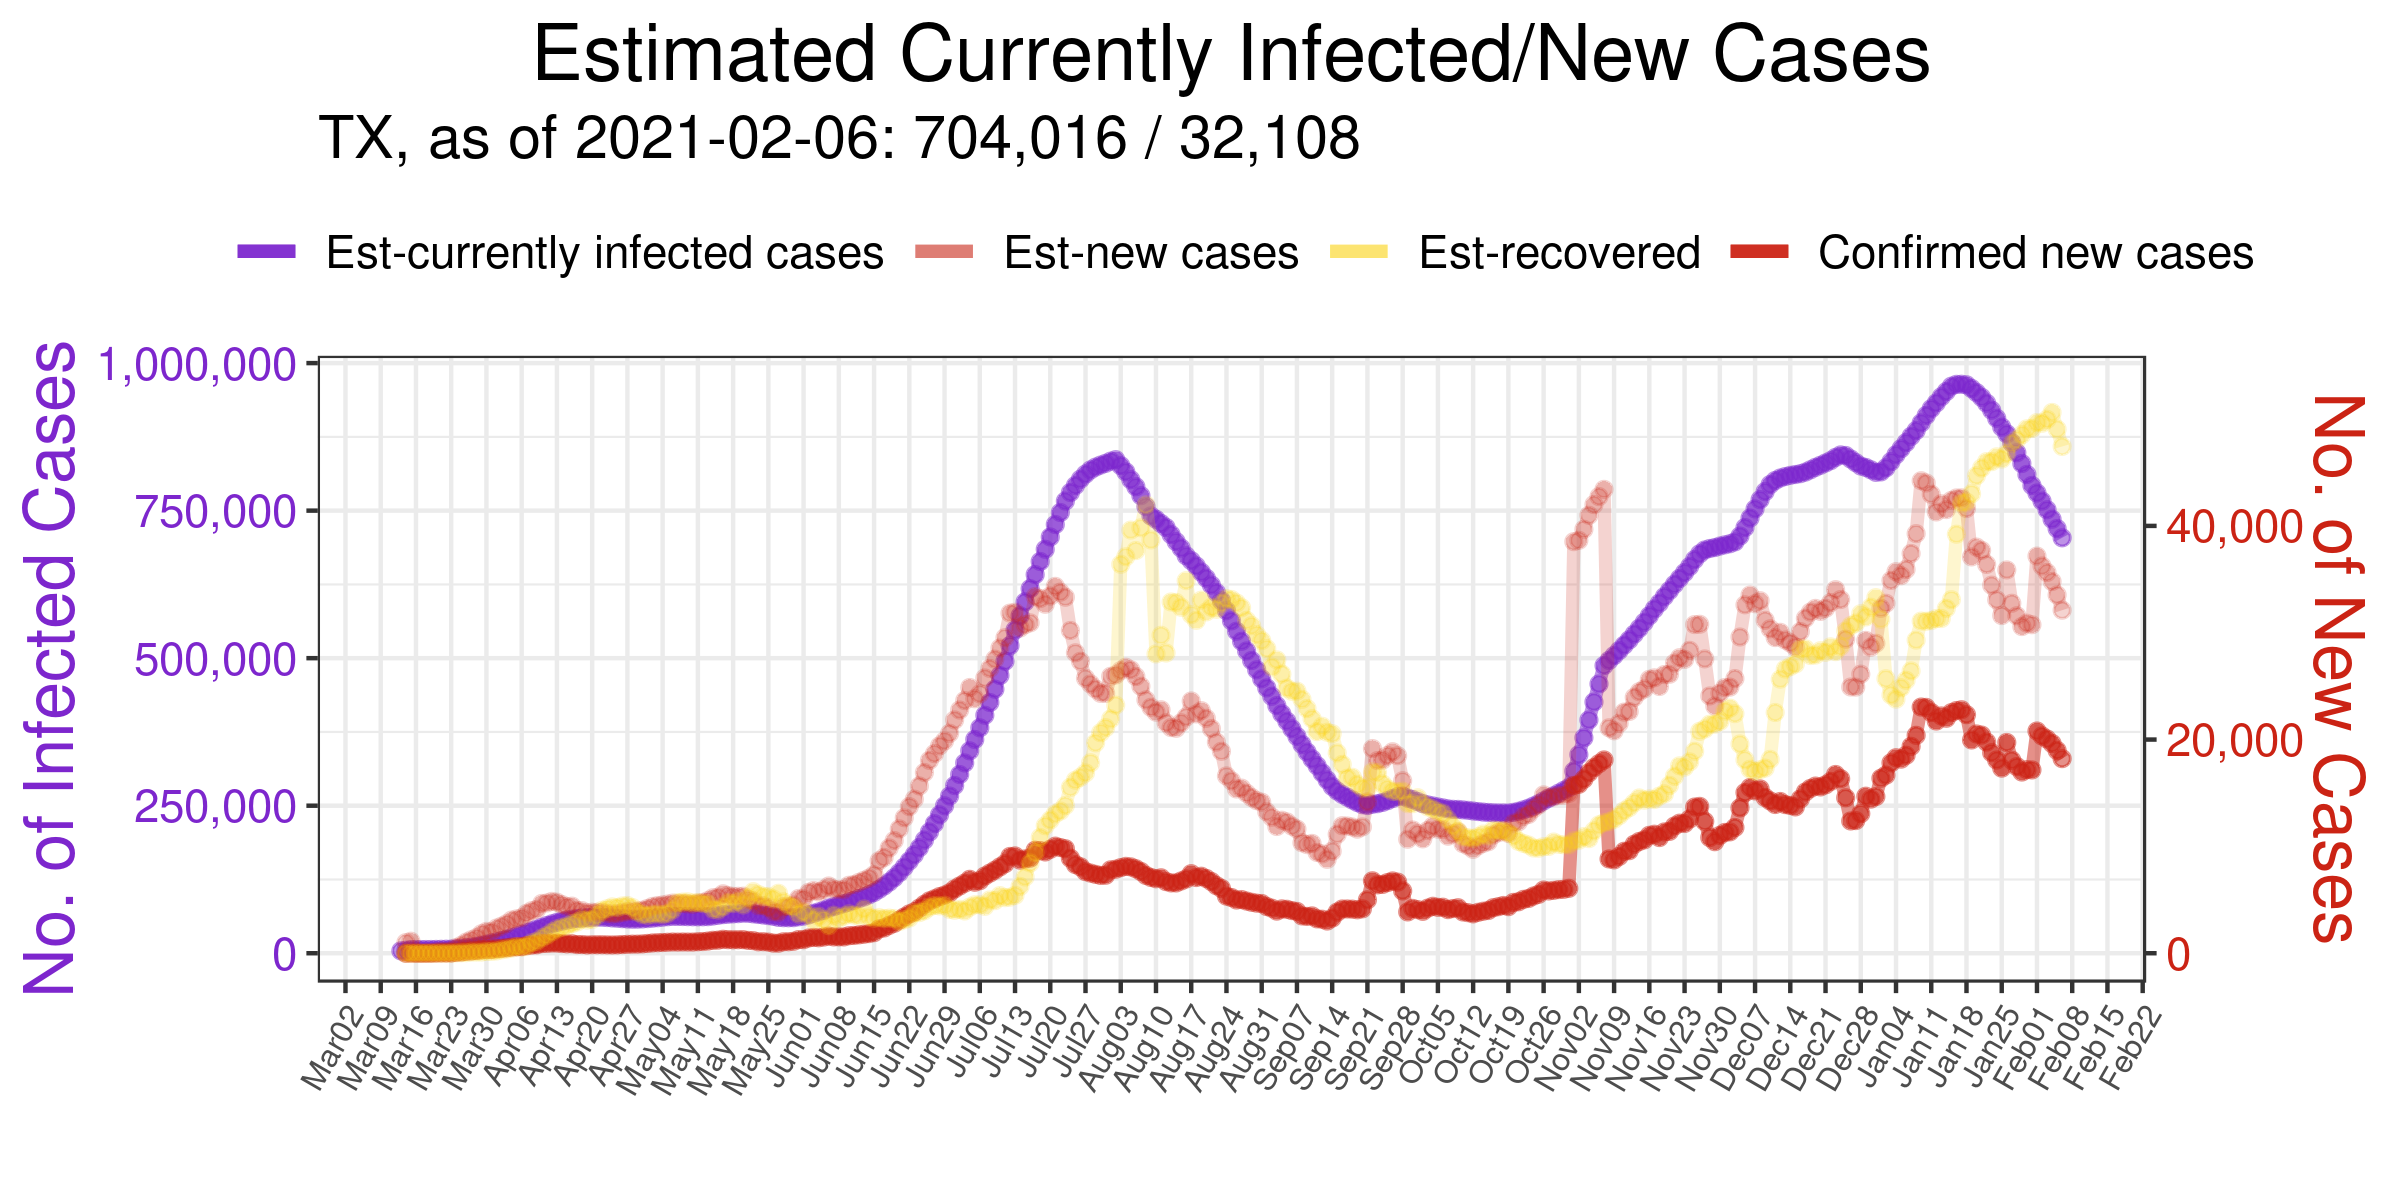 Estimated Currently Infected/New Cases
TX, as of 2021-02-06: 704,016 / 32,108
Est-currently infected cases Est-new cases Est-recovered Confirmed new cases
No. of Infected Cases
1,000,000
750,000
500,000
250,000
0
No. of New Cases
40,000
20,000
0
Mar02 Mar09 Mar16 Mar23 Mar30 Apr06 Apr13 Apr20 Apr27 May04 May11 May18 May25 Jun01 Jun08 Jun15 Jun22 Jun29 Jul06 Jul13 Jul20 Jul27 Aug03 Aug10 Aug17 Aug24 Aug31 Sep07 Sep14 Sep21 Sep28 Oct05 Oct12 Oct19 Oct26 Nov02 Nov09 Nov16 Nov23 Nov30 Dec07 Dec14 Dec21 Dec28 Jan04 Jan11 Jan18 Jan25 Feb01 Feb08 Feb15 Feb22